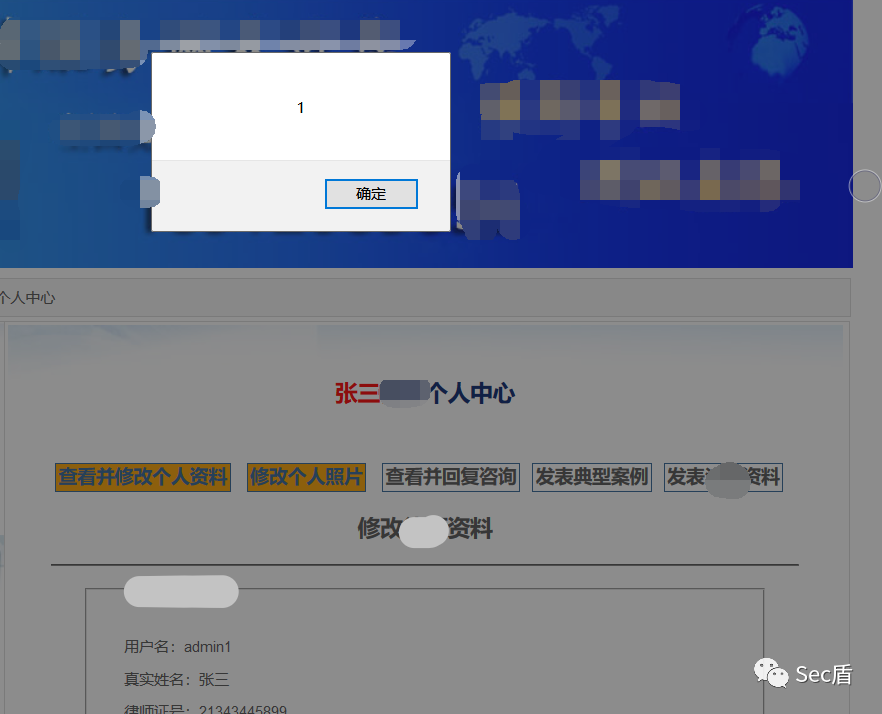 1
确定
个人中心
张三 个人中心
查看并修改个人资料 修改个人照片 查看并回复咨询 发表典型案例 发表 资料
修改 资料
用户名：admin1
真实姓名：张三
律师证号：21343445899
Sec盾